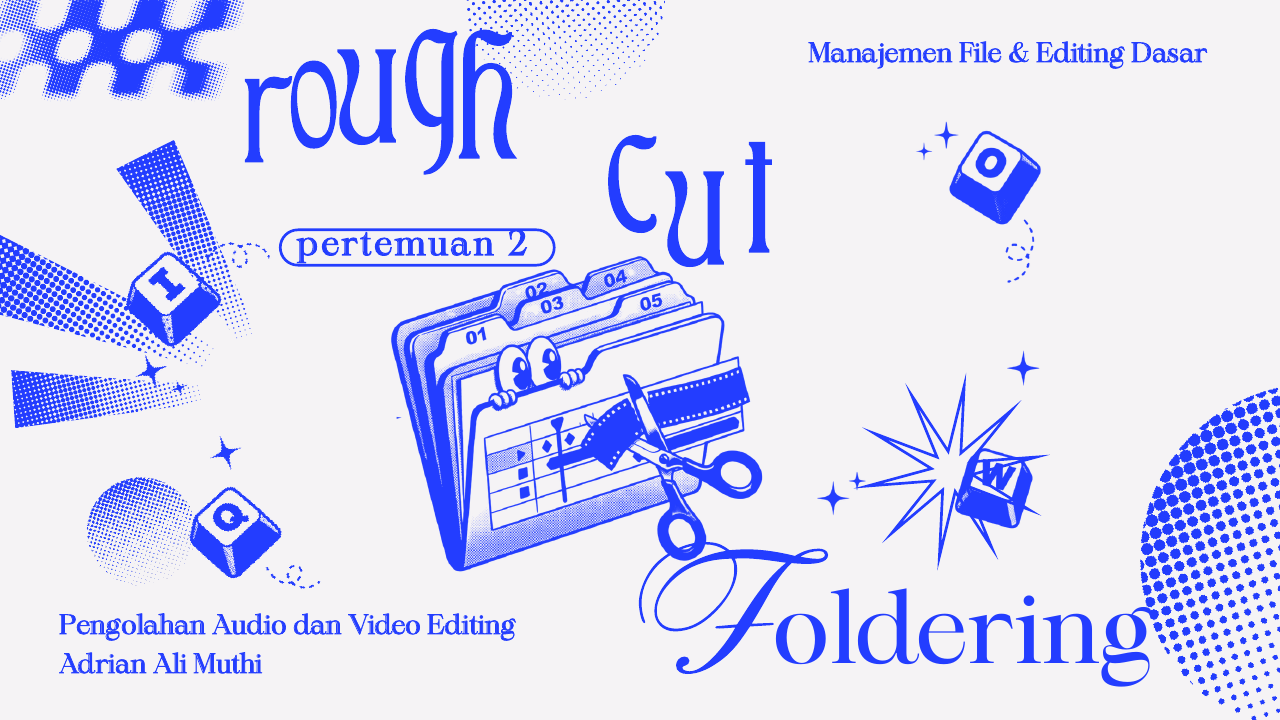 rough
Manajemen File & Editing Dasar
cut
O
pertemuan 2
I
02
04
03
05
01
W
Q
Foldering
Pengolahan Audio dan Video Editing
Adrian Ali Muthi